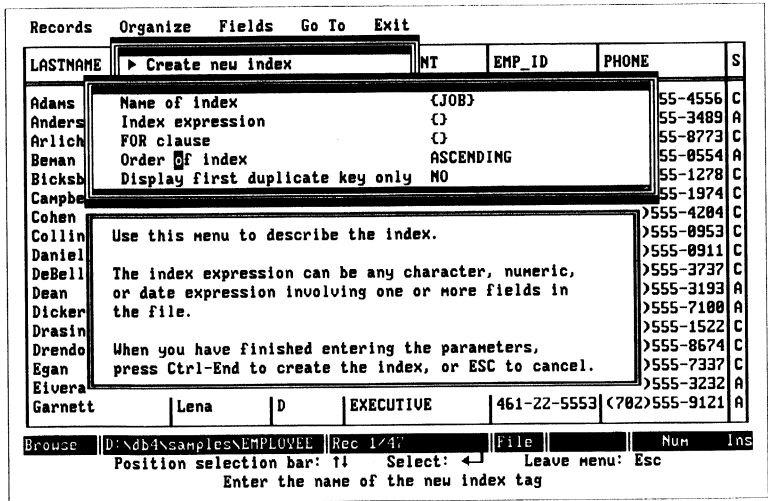 Records Organize Fields Go To Exit
LASTNAME ▶ Create new index NT EMP_ID PHONE S
Adams Name of index {JOB} 55-4556 C
Anders Index expression {} 55-3489 A
Arlich FOR clause {} 55-8773 C
Beman Order of index ASCENDING 55-0554 A
Bicksb Display first duplicate key only NO 55-1278 C
Campbe 55-1974 C
Cohen )555-4204 C
Collin Use this menu to describe the index. )555-0953 C
Daniel )555-0911 C
DeBell The index expression can be any character, numeric, )555-3737 C
Dean or date expression involving one or more fields in )555-3193 A
Dicker the file. )555-7100 A
Drasin )555-1522 C
Drendo When you have finished entering the parameters, )555-8674 C
Egan press Ctrl-End to create the index, or ESC to cancel. )555-7337 C
Eivera )555-3232 A
Garnett Lena D EXECUTIVE 461-22-5553 (702)555-9121 A
Browse D:\db4\samples\EMPLOYEE Rec 1/47 File Num Ins
Position selection bar: ↑↓ Select: ↵ Leave menu: Esc
Enter the name of the new index tag